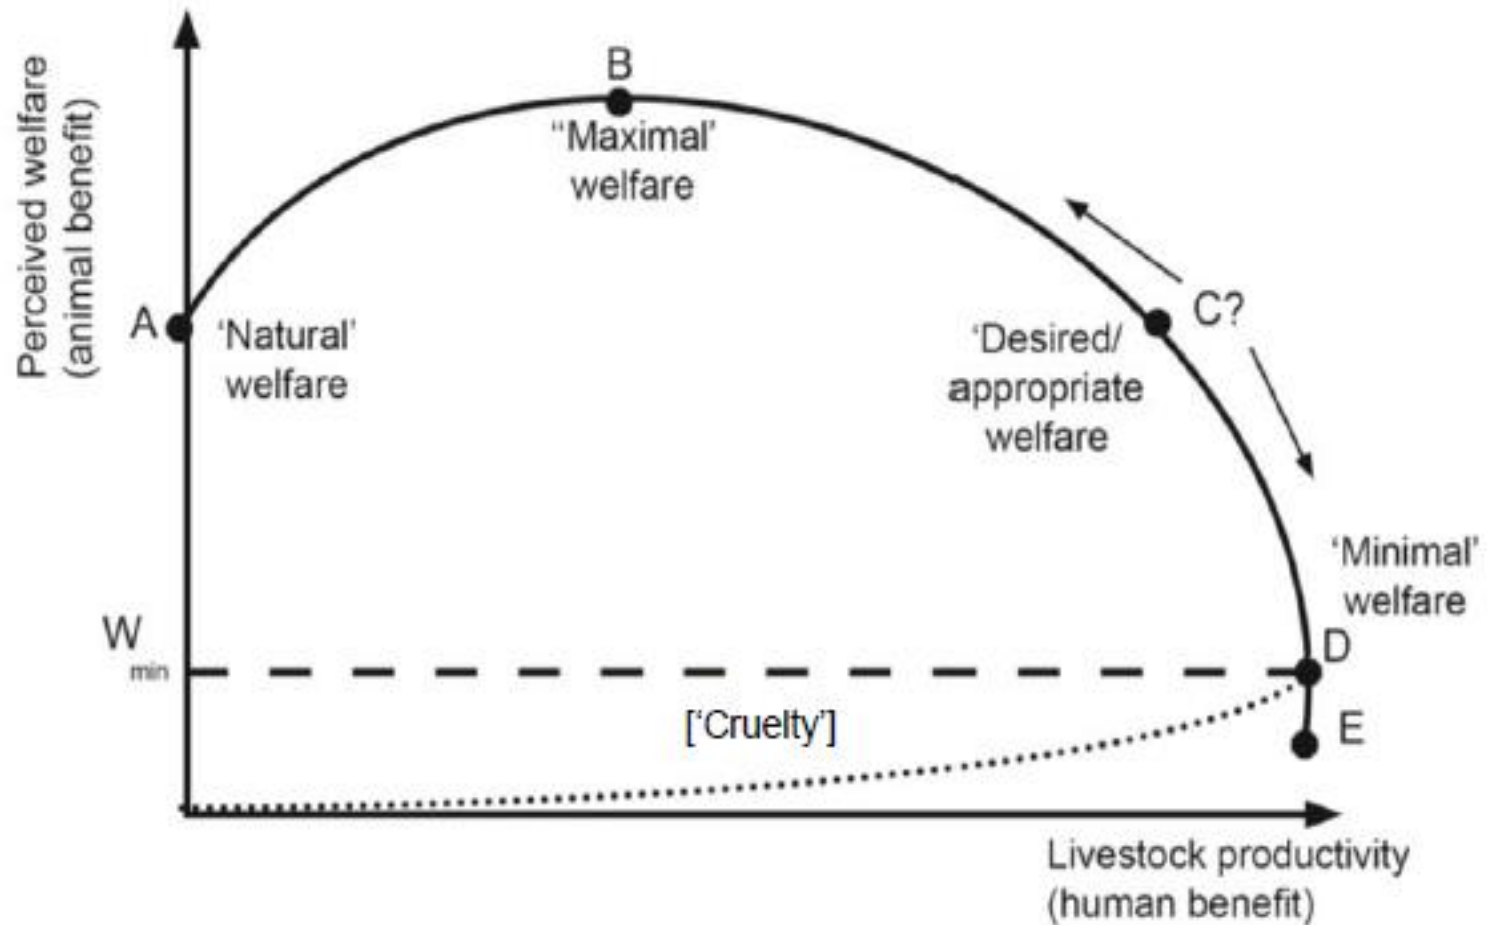 Perceived welfare
(animal benefit)
B
“Maximal’
welfare
A
‘Natural’
welfare
C?
‘Desired/
appropriate
welfare
‘Minimal’
welfare
W
min
D
[‘Cruelty’]
E
Livestock productivity
(human benefit)